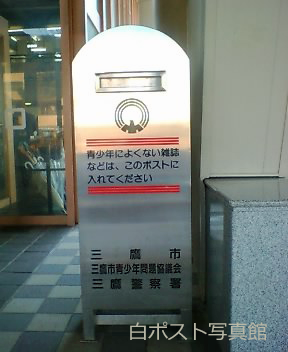 青少年によくない雑誌
などは、このポストに
入れてください
三鷹市
三鷹市青少年問題協議会
三鷹警察署
白ポスト写真館